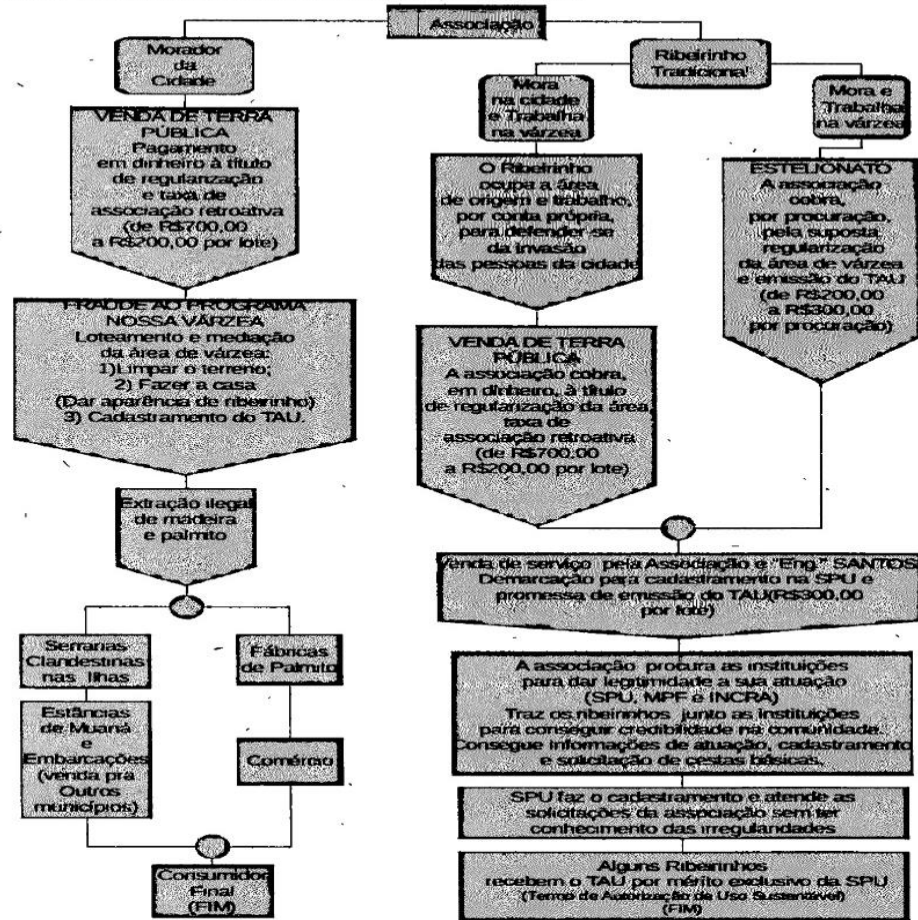 Associação
Morador
da
Cidade
Ribeirinho
Tradicional
Mora
na cidade
e Trabalha
na várzea
Mora e
Trabalha
na várzea
VENDA DE TERRA
PÚBLICA
Pagamento
em dinheiro à título
de regularização
e taxa de
associação retroativa
(de R$700,00
a R$200,00 por lote)
O Ribeirinho
ocupa a área
de origem e trabalho,
por conta própria,
para defender-se
da invasão
das pessoas da cidade
ESTELIONATO
A associação
cobra,
por procuração,
pela suposta
regularização
da área de várzea
e emissão do TAU
(de R$200,00
a R$300,00
por procuração)
FRAUDE AO PROGRAMA
NOSSA VÁRZEA
Loteamento e mediação
da área de várzea:
1)Limpar o terreno;
2) Fazer a casa
(Dar aparência de ribeirinho)
3) Cadastramento do TAU.
VENDA DE TERRA
PÚBLICA
A associação cobra,
em dinheiro, à título
de regularização da área,
taxa de
associação retroativa
(de R$700,00
a R$200,00 por lote)
Extração ilegal
de madeira
e palmito
Venda de serviço pela Associação e "Eng." SANTOS
Demarcação para cadastramento na SPU e
promessa de emissão do TAU(R$300,00
por lote)
Serrarias
Clandestinas
nas Ilhas
Fábricas
de Palmito
A associação procura as instituições
para dar legitimidade a sua atuação
(SPU, MPF e INCRA)
Traz os ribeirinhos junto as instituições
para conseguir credibilidade na comunidade.
Consegue informações de atuação, cadastramento
e solicitação de cestas básicas.
Estâncias
de Muaná
e
Embarcações
(venda pra
Outros
municípios)
Comércio
SPU faz o cadastramento e atende as
solicitações da associação sem ter
conhecimento das irregularidades
Consumidor
Final
(FIM)
Alguns Ribeirinhos
recebem o TAU por mérito exclusivo da SPU
(Termo de Autorização de Uso Sustentável)
(FIM)